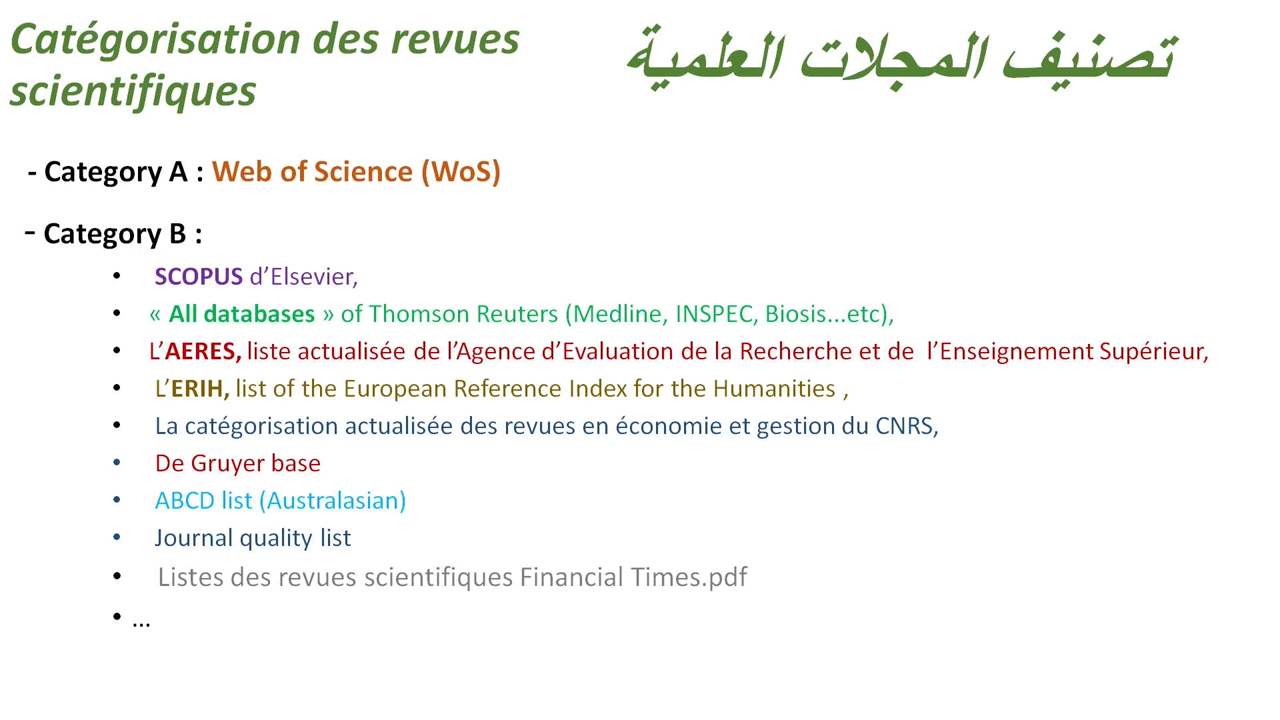 Catégorisation des revues
scientifiques
تصنيف المجلات العلمية
- Category A : Web of Science (WoS)
- Category B :
• SCOPUS d’Elsevier,
• « All databases » of Thomson Reuters (Medline, INSPEC, Biosis...etc),
• L’AERES, liste actualisée de l’Agence d’Evaluation de la Recherche et de l’Enseignement Supérieur,
• L’ERIH, list of the European Reference Index for the Humanities ,
• La catégorisation actualisée des revues en économie et gestion du CNRS,
• De Gruyer base
• ABCD list (Australasian)
• Journal quality list
• Listes des revues scientifiques Financial Times.pdf
• ...